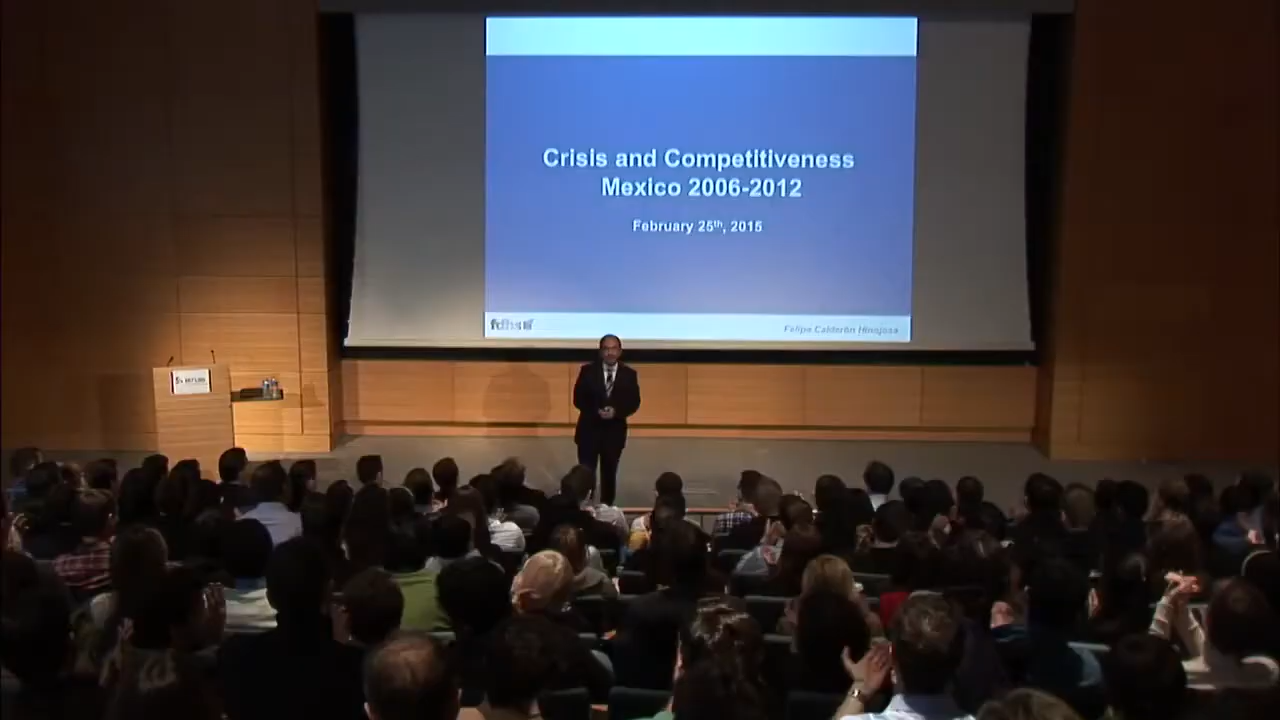 Crisis and Competitiveness
Mexico 2006-2012
February 25th, 2015
Felipe Calderón Hinojosa